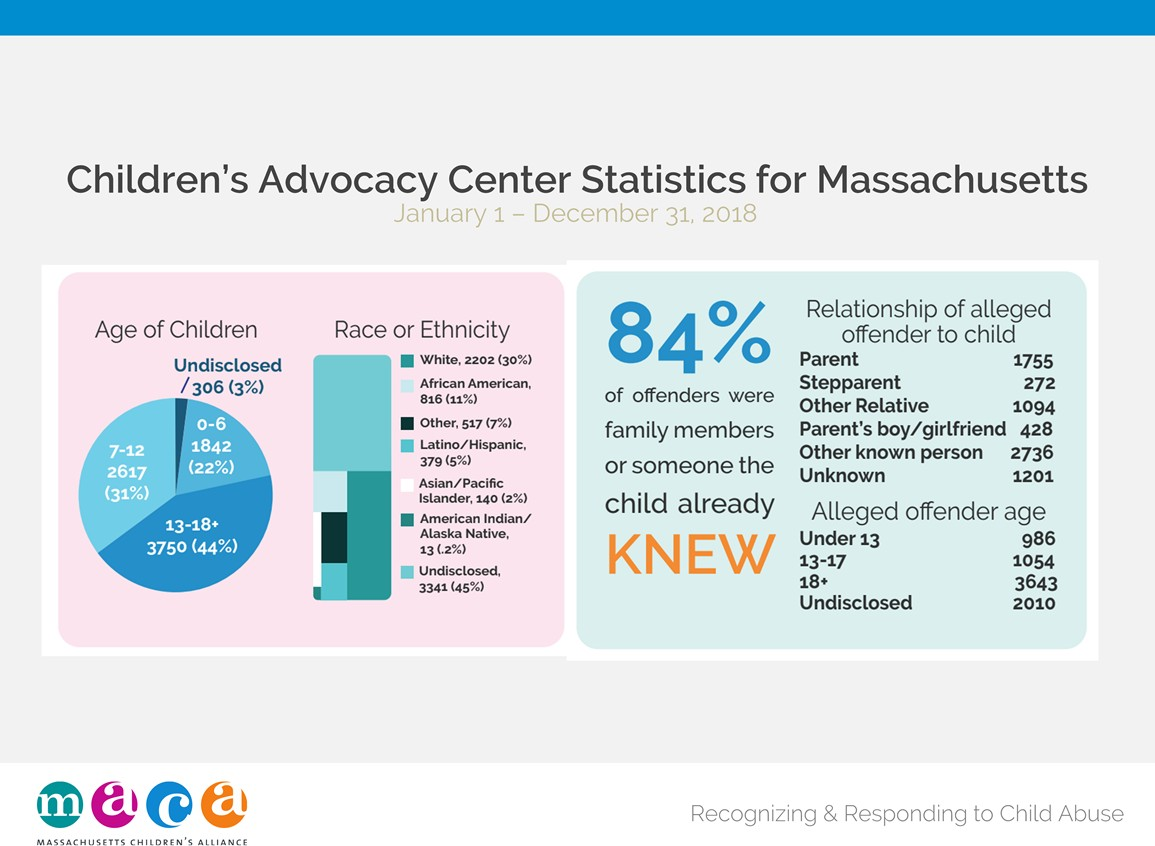 Children's Advocacy Center Statistics for Massachusetts
January 1 – December 31, 2018
Age of Children
Undisclosed
306 (3%)
0-6
1842
(22%)
7-12
2617
(31%)
13-18+
3750 (44%)
Race or Ethnicity
White, 2202 (30%)
African American,
816 (11%)
Other, 517 (7%)
Latino/Hispanic,
379 (5%)
Asian/Pacific
Islander, 140 (2%)
American Indian/
Alaska Native,
13 (.2%)
Undisclosed,
3341 (45%)
84%
of offenders were
family members
or someone the
child already
KNEW
Relationship of alleged
offender to child
Parent 1755
Stepparent 272
Other Relative 1094
Parent's boy/girlfriend 428
Other known person 2736
Unknown 1201
Alleged offender age
Under 13 986
13-17 1054
18+ 3643
Undisclosed 2010
maca
MASSACHUSETTS CHILDREN'S ALLIANCE
Recognizing & Responding to Child Abuse